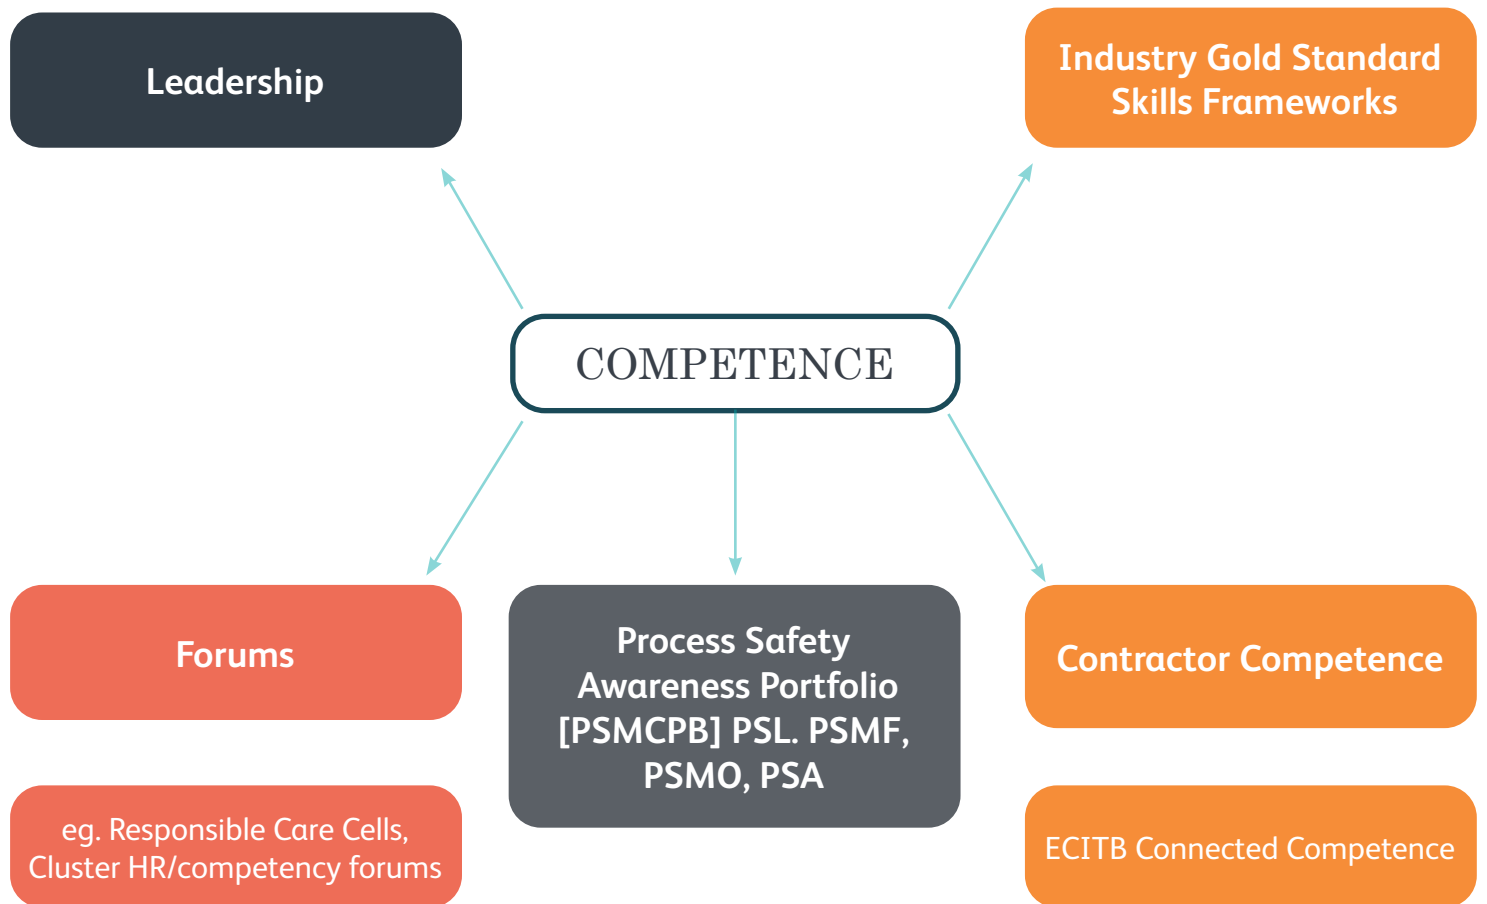 Leadership
Industry Gold Standard
Skills Frameworks
COMPETENCE
Forums
Process Safety
Awareness Portfolio
[PSMCPB] PSL. PSMF,
PSMO, PSA
Contractor Competence
eg. Responsible Care Cells,
Cluster HR/competency forums
ECITB Connected Competence